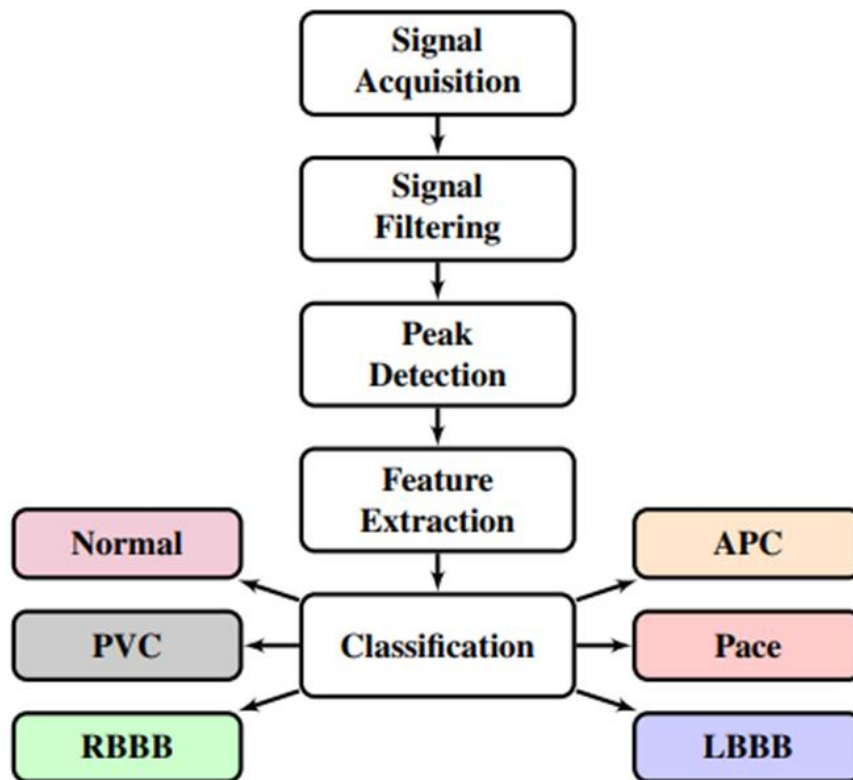 Signal
Acquisition
Signal
Filtering
Peak
Detection
Feature
Extraction
Normal
APC
PVC
Classification
Pace
RBBB
LBBB